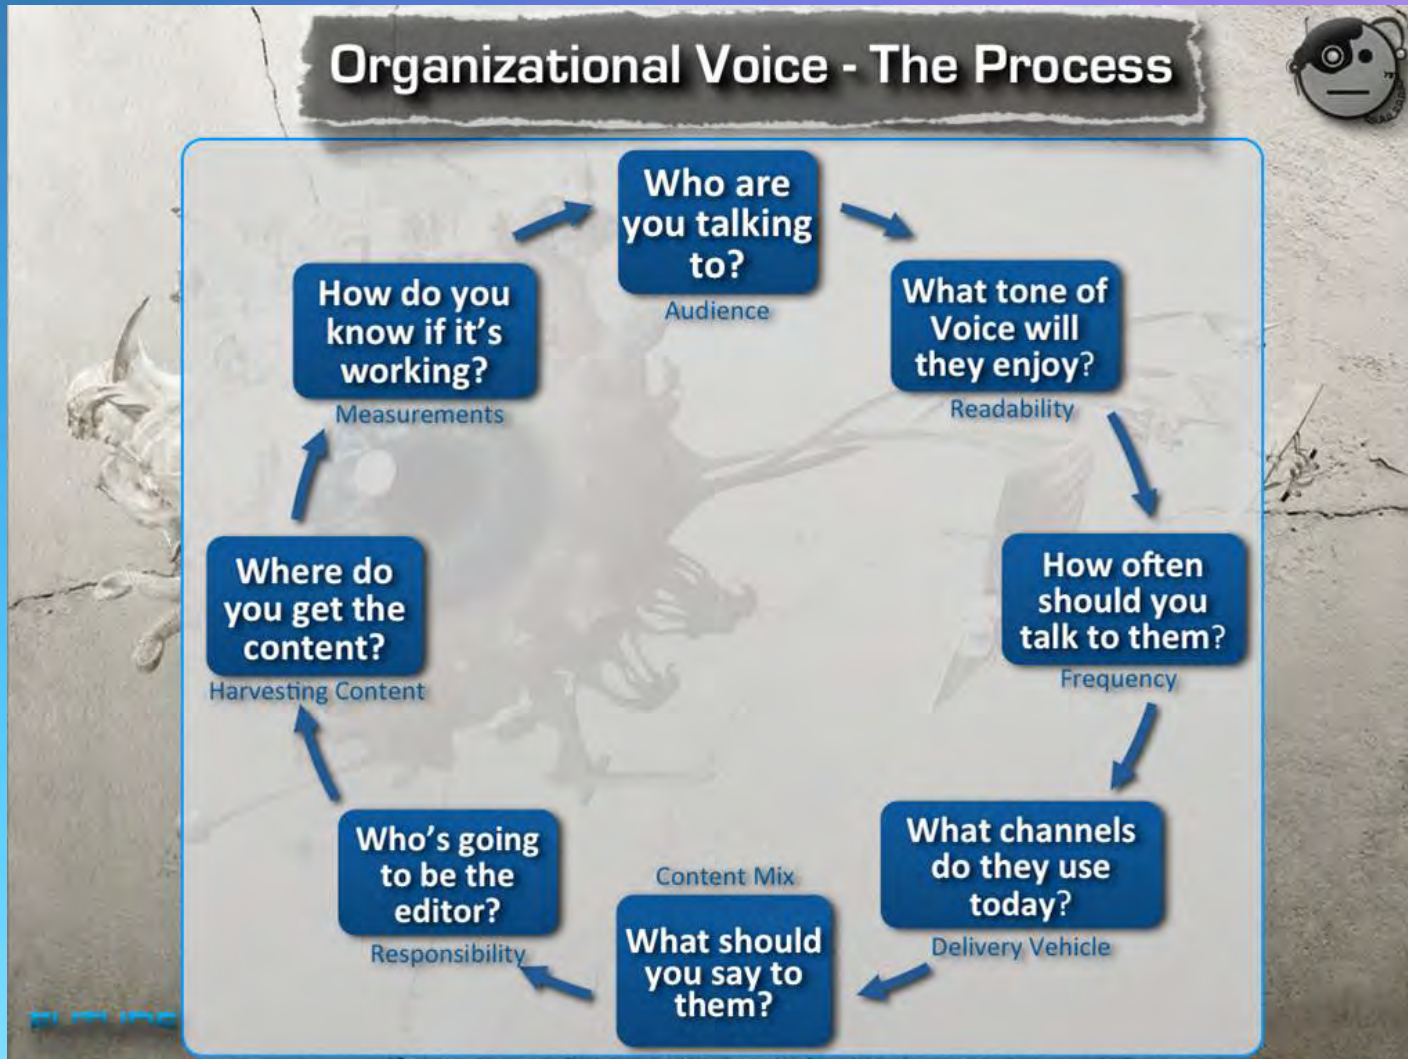 Organizational Voice - The Process
Who are
you talking
to?
Audience
What tone of
Voice will
they enjoy?
Readability
How often
should you
talk to them?
Frequency
What channels
do they use
today?
Delivery Vehicle
Content Mix
What should
you say to
them?
Who's going
to be the
editor?
Responsibility
Where do
you get the
content?
Harvesting Content
How do you
know if it's
working?
Measurements
FUTURE